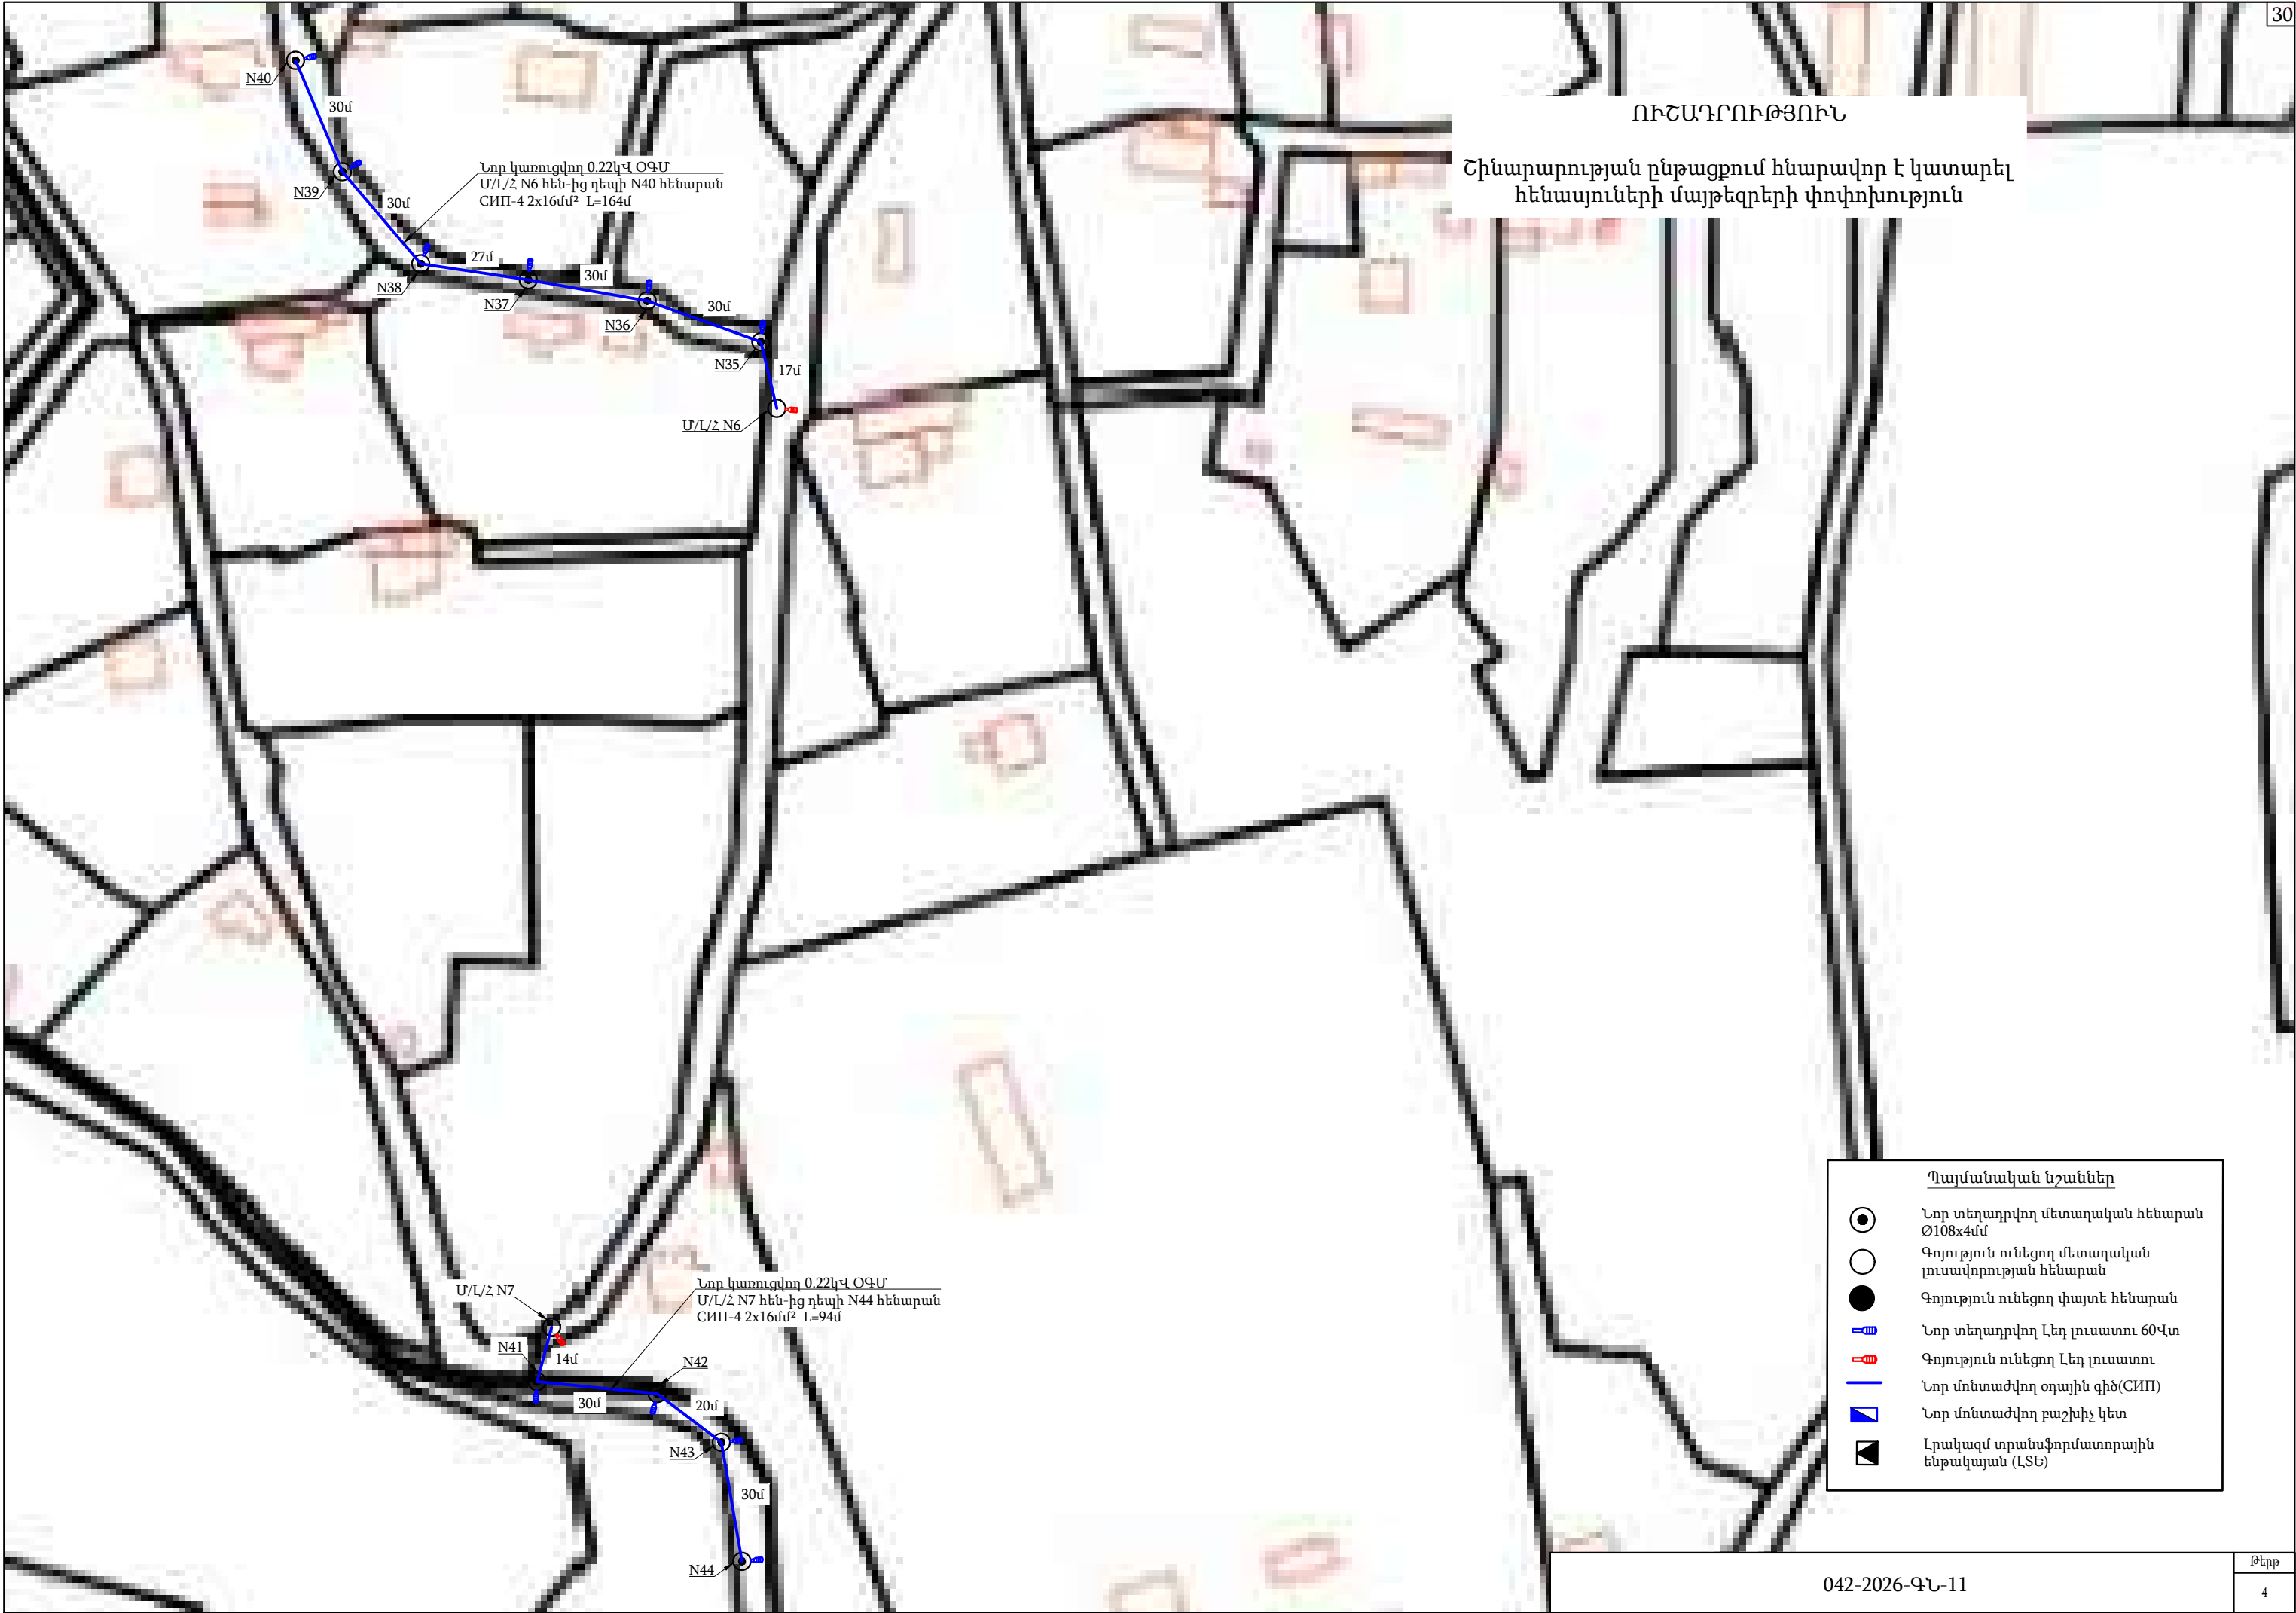 30
ՈՒՇԱԴՐՈՒԹՅՈՒՆ
Շինարարության ընթացքում հնարավոր է կատարել
հենասյուների մայթեզրերի փոփոխություն
N40
30մ
N39
30մ
Նոր կառուցվող 0.22կՎ ՕԳՄ
Մ/Լ/Հ N6 հեն-ից դեպի N40 հենարան
СИП-4 2x16մմ² L=164մ
N38
27մ
N37
30մ
N36
30մ
N35
17մ
Մ/Լ/Հ N6
Մ/Լ/Հ N7
Նոր կառուցվող 0.22կՎ ՕԳՄ
Մ/Լ/Հ N7 հեն-ից դեպի N44 հենարան
СИП-4 2x16մմ² L=94մ
N41
14մ
N42
30մ
20մ
N43
30մ
N44
Պայմանական նշաններ
Նոր տեղադրվող մետաղական հենարան
Ø108x4մմ
Գոյություն ունեցող մետաղական
լուսավորության հենարան
Գոյություն ունեցող փայտե հենարան
Նոր տեղադրվող Լեդ լուսատու 60Վտ
Գոյություն ունեցող Լեդ լուսատու
Նոր մոնտաժվող օդային գիծ(СИП)
Նոր մոնտաժվող բաշխիչ կետ
Լրակազմ տրանսֆորմատորային
ենթակայան (ԼՏԵ)
042-2026-ԳՆ-11
Թերթ
4